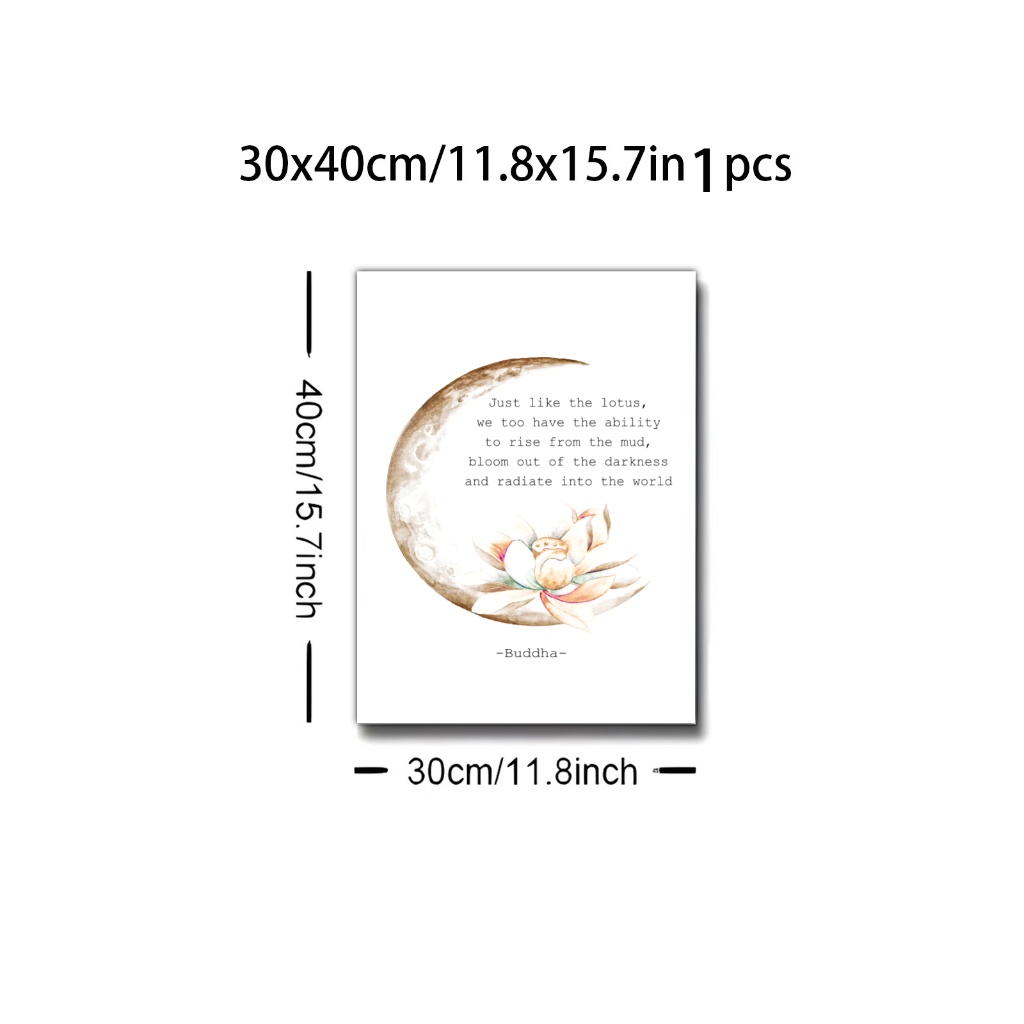 30x40cm/11.8x15.7in1pcs
40cm/15.7inch
Just like the lotus,
we too have the ability
to rise from the mud,
bloom out of the darkness
and radiate into the world
-Buddha-
30cm/11.8inch